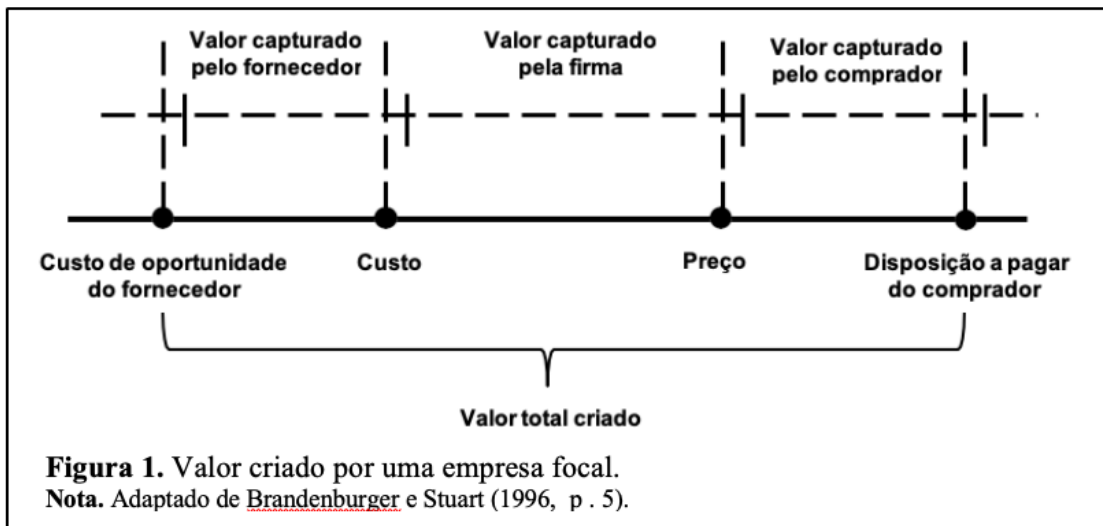 Valor capturado pelo fornecedor
Valor capturado pela firma
Valor capturado pelo comprador
Custo de oportunidade do fornecedor
Custo
Preço
Disposição a pagar do comprador
Valor total criado
Figura 1. Valor criado por uma empresa focal.
Nota. Adaptado de Brandenburger e Stuart (1996, p . 5).